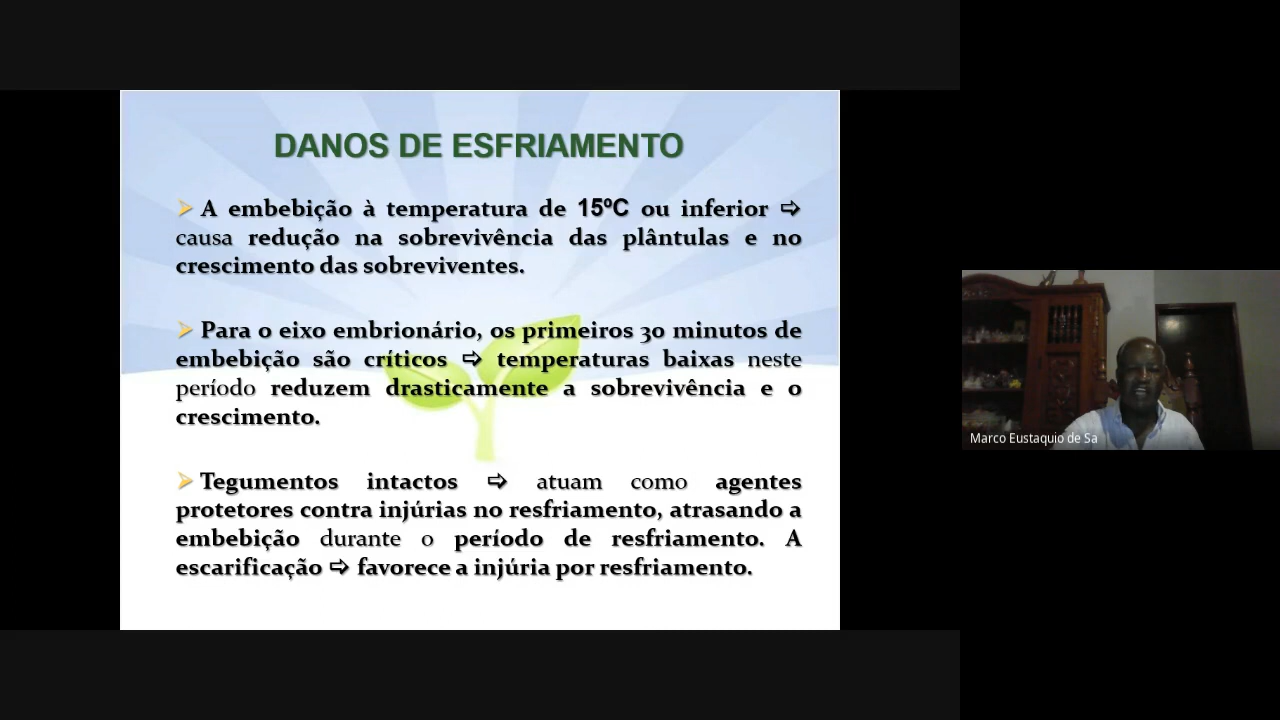 DANOS DE ESFRIAMENTO
➢ A embebição à temperatura de 15ºC ou inferior ⇨
causa redução na sobrevivência das plântulas e no
crescimento das sobreviventes.
➢ Para o eixo embrionário, os primeiros 30 minutos de
embebição são críticos ⇨ temperaturas baixas neste
período reduzem drasticamente a sobrevivência e o
crescimento.
➢ Tegumentos intactos ⇨ atuam como agentes
protetores contra injúrias no resfriamento, atrasando a
embebição durante o período de resfriamento. A
escarificação ⇨ favorece a injúria por resfriamento.
Marco Eustaquio de Sa